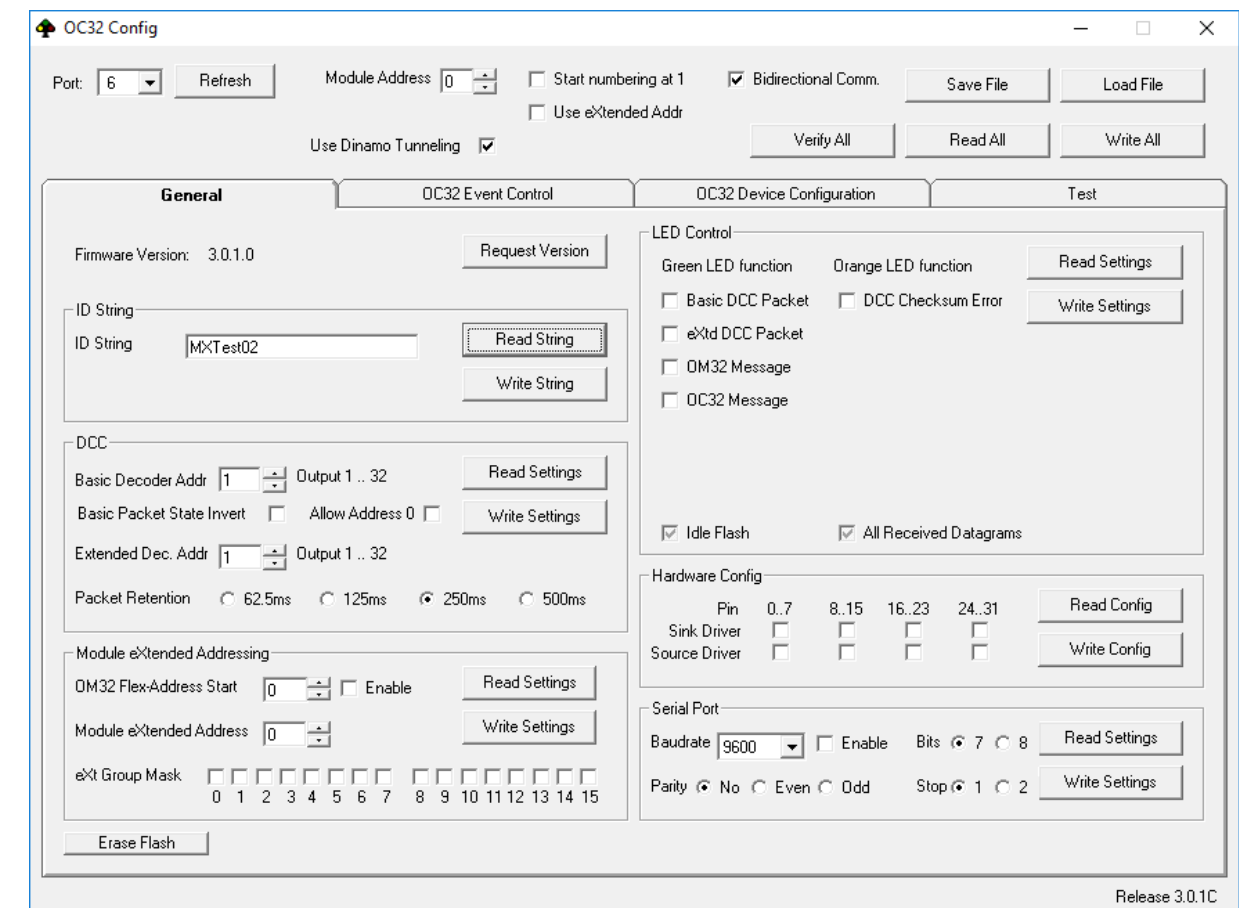 OC32 Config
Port: 6 Refresh Module Address 0 Start numbering at 1 Bidirectional Comm. Save File Load File
Use eXtended Addr
Use Dinamo Tunneling Verify All Read All Write All
General OC32 Event Control OC32 Device Configuration Test
Firmware Version: 3.0.1.0 Request Version
ID String
ID String MXTest02 Read String
Write String
DCC
Basic Decoder Addr 1 Output 1 .. 32 Read Settings
Basic Packet State Invert Allow Address 0 Write Settings
Extended Dec. Addr 1 Output 1 .. 32
Packet Retention 62.5ms 125ms 250ms 500ms
Module eXtended Addressing
OM32 Flex-Address Start 0 Enable Read Settings
Module eXtended Address 0 Write Settings
eXt Group Mask
0 1 2 3 4 5 6 7 8 9 10 11 12 13 14 15
Erase Flash
LED Control
Green LED function Orange LED function Read Settings
Basic DCC Packet DCC Checksum Error Write Settings
eXtd DCC Packet
OM32 Message
OC32 Message
Idle Flash All Received Datagrams
Hardware Config
Pin 0..7 8..15 16..23 24..31 Read Config
Sink Driver
Source Driver Write Config
Serial Port
Baudrate 9600 Enable Bits 7 8 Read Settings
Parity No Even Odd Stop 1 2 Write Settings
Release 3.0.1C